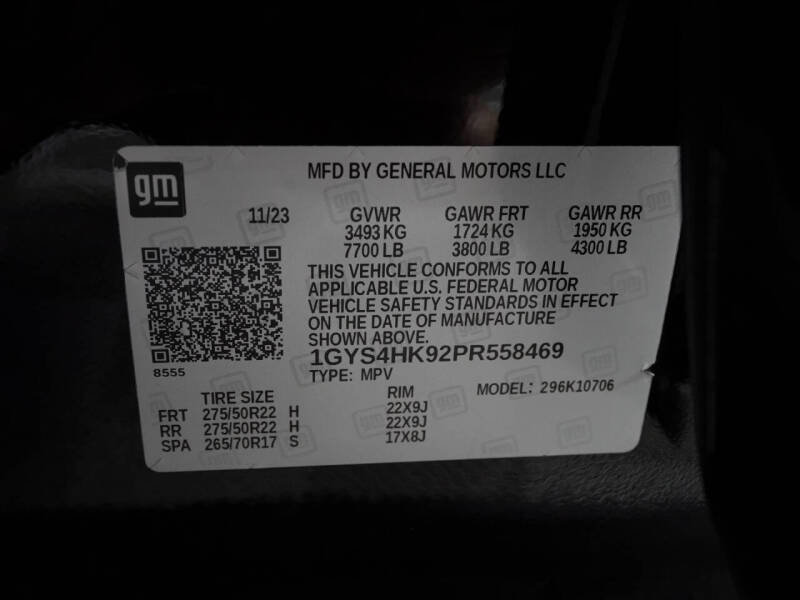 gm
MFD BY GENERAL MOTORS LLC
11/23 GVWR GAWR FRT GAWR RR
3493 KG 1724 KG 1950 KG
7700 LB 3800 LB 4300 LB
THIS VEHICLE CONFORMS TO ALL
APPLICABLE U.S. FEDERAL MOTOR
VEHICLE SAFETY STANDARDS IN EFFECT
ON THE DATE OF MANUFACTURE
SHOWN ABOVE.
1GYS4HK92PR558469
8555
TYPE: MPV
TIRE SIZE RIM MODEL: 296K10706
FRT 275/50R22 H 22X9J
RR 275/50R22 H 22X9J
SPA 265/70R17 S 17X8J